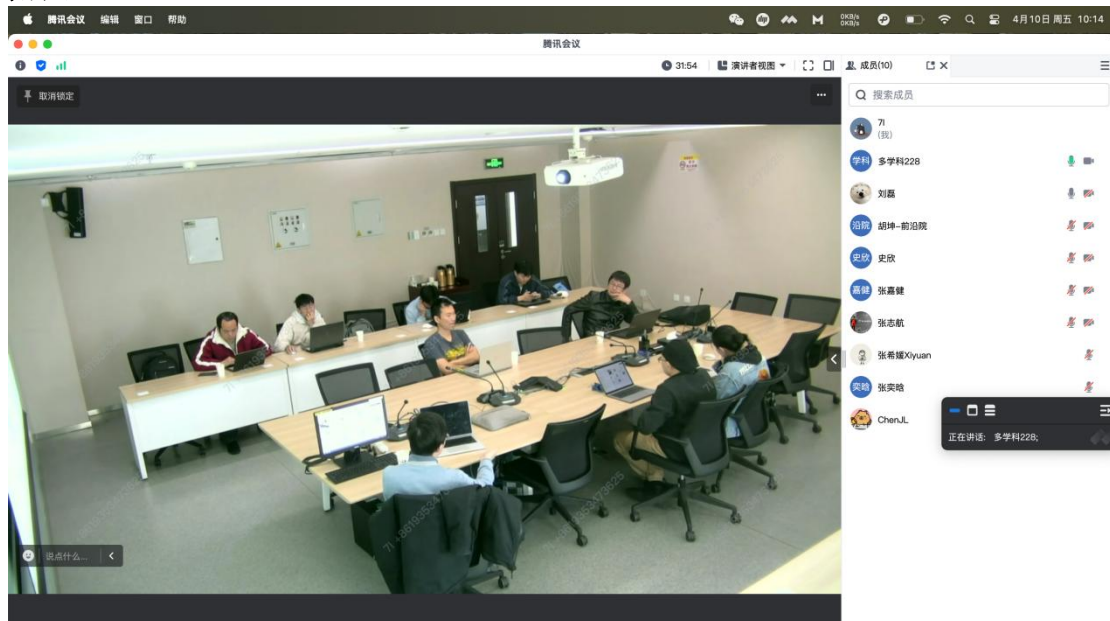 腾讯会议 编辑 窗口 帮助
0KB/s
0KB/s
4月10日 周五 10:14
腾讯会议
31:54 演讲者视图
成员(10)
取消锁定
搜索成员
7l
(我)
学科 多学科228
刘磊
沿院 胡坤-前沿院
史欣 史欣
嘉健 张嘉健
张志航
张希媛Xiyuan
奕晗 张奕晗
ChenJL
正在讲话: 多学科228;
说点什么...